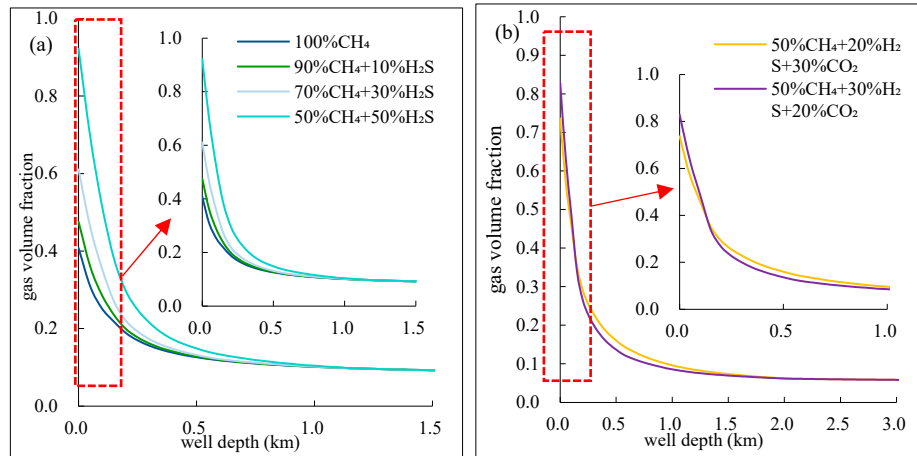 (a)
gas volume fraction
1.0
0.8
0.6
0.4
0.2
0.0
0.0 0.5 1.0 1.5
well depth (km)
100%CH₄
90%CH₄+10%H₂S
70%CH₄+30%H₂S
50%CH₄+50%H₂S
1.0
0.8
0.6
0.4
0.2
0.0
0.0 0.5 1.0 1.5
(b)
gas volume fraction
1.0
0.9
0.8
0.7
0.6
0.5
0.4
0.3
0.2
0.1
0.0
0.0 0.5 1.0 1.5 2.0 2.5 3.0
well depth (km)
50%CH₄+20%H₂
S+30%CO₂
50%CH₄+30%H₂
S+20%CO₂
1.0
0.8
0.6
0.4
0.2
0.0
0.0 0.5 1.0